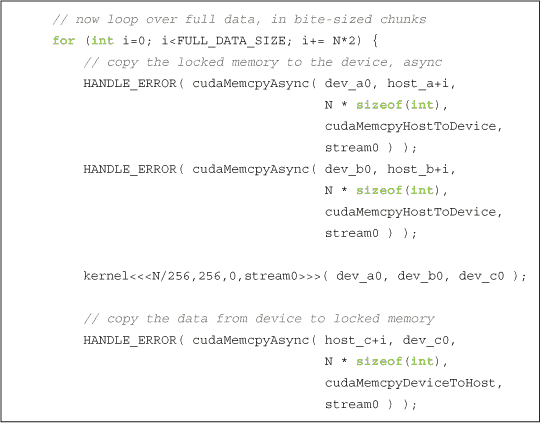 // now loop over full data, in bite-sized chunks
for (int i=0; i<FULL_DATA_SIZE; i+= N*2) {
// copy the locked memory to the device, async
HANDLE_ERROR( cudaMemcpyAsync( dev_a0, host_a+i,
N * sizeof(int),
cudaMemcpyHostToDevice,
stream0 ) );
HANDLE_ERROR( cudaMemcpyAsync( dev_b0, host_b+i,
N * sizeof(int),
cudaMemcpyHostToDevice,
stream0 ) );
kernel<<<N/256,256,0,stream0>>>( dev_a0, dev_b0, dev_c0 );
// copy the data from device to locked memory
HANDLE_ERROR( cudaMemcpyAsync( host_c+i, dev_c0,
N * sizeof(int),
cudaMemcpyDeviceToHost,
stream0 ) );